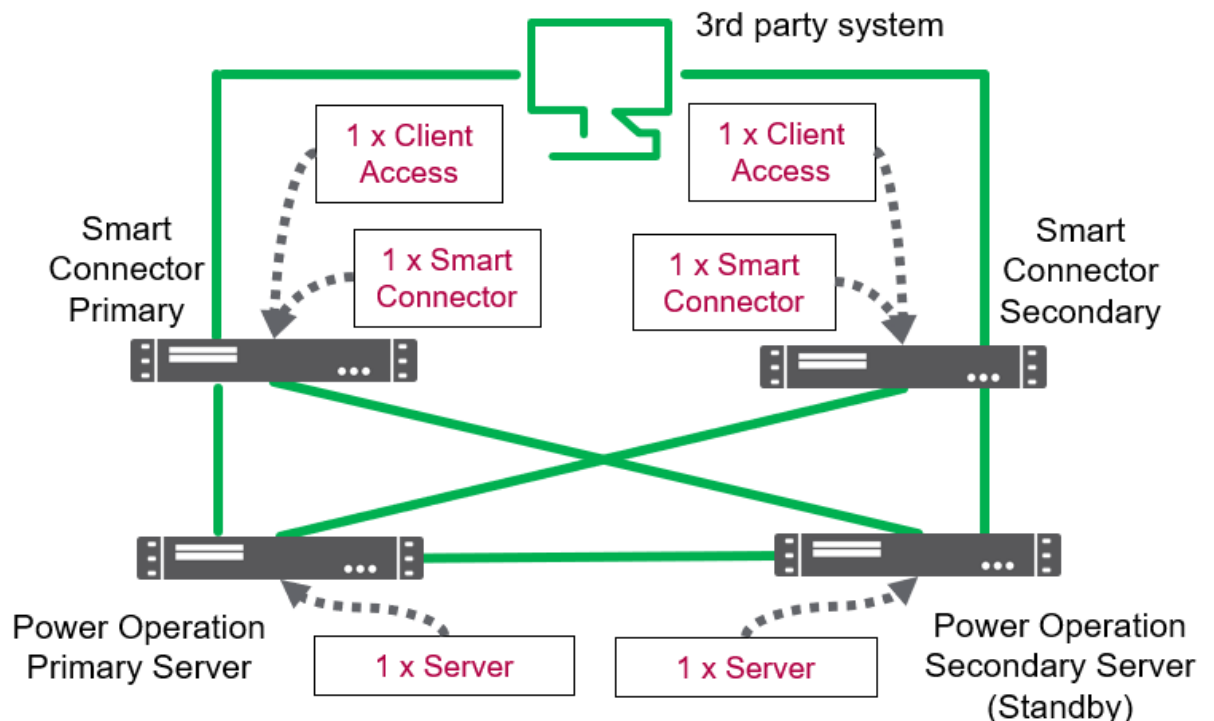 3rd party system
1 x Client
Access
1 x Client
Access
Smart
Connector
Primary
1 x Smart
Connector
1 x Smart
Connector
Smart
Connector
Secondary
Power Operation
Primary Server
1 x Server
1 x Server
Power Operation
Secondary Server
(Standby)